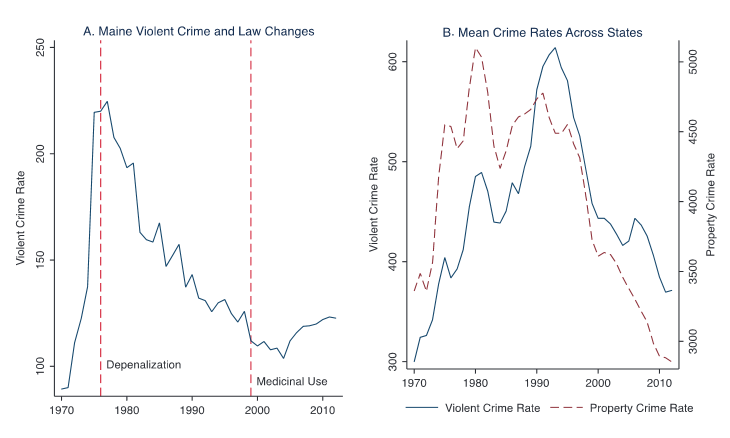 A. Maine Violent Crime and Law Changes
Violent Crime Rate
250
200
150
100
Depenalization
Medicinal Use
1970 1980 1990 2000 2010
B. Mean Crime Rates Across States
Violent Crime Rate
600
500
400
300
5000
4500
4000
3500
3000
Property Crime Rate
1970 1980 1990 2000 2010
Violent Crime Rate Property Crime Rate